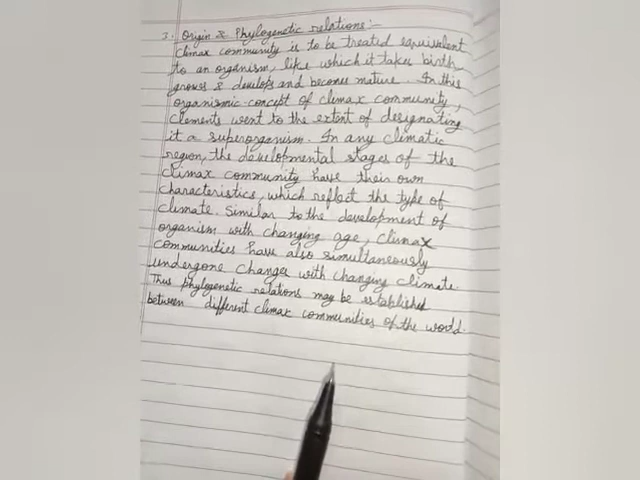 3. Origin & Phylogenetic relations:-
Climax community is to be treated equivalent
to an organism, like which it takes birth,
grows & develops and becomes mature. In this
organismic concept of climax community,
Clements went to the extent of designating
it a superorganism. In any climatic
region, the developmental stages of the
climax community have their own
characteristics, which reflect the type of
climate. Similar to the development of
organism with changing age, climax
communities have also simultaneously
undergone changes with changing climate.
Thus phylogenetic relations may be established
between different climax communities of the world.